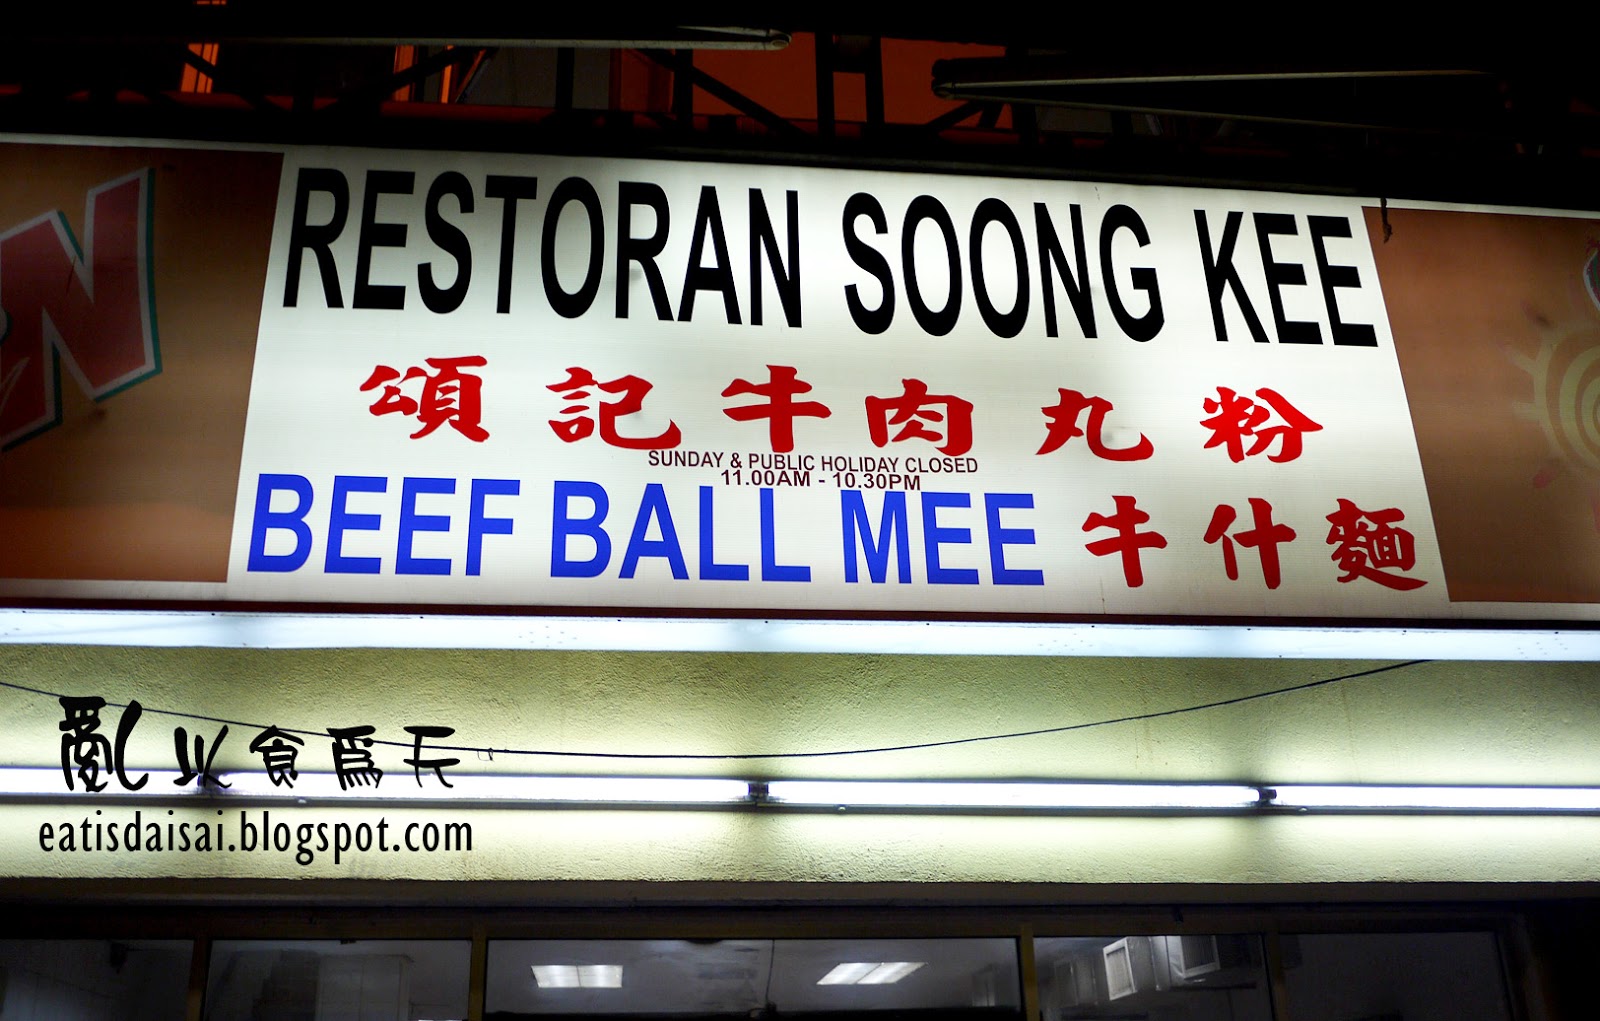 RESTORAN SOONG KEE
頌記牛肉丸粉
SUNDAY & PUBLIC HOLIDAY CLOSED
11.00AM - 10.30PM
BEEF BALL MEE 牛什麵
亂以食為天
eatisdaisai.blogspot.com